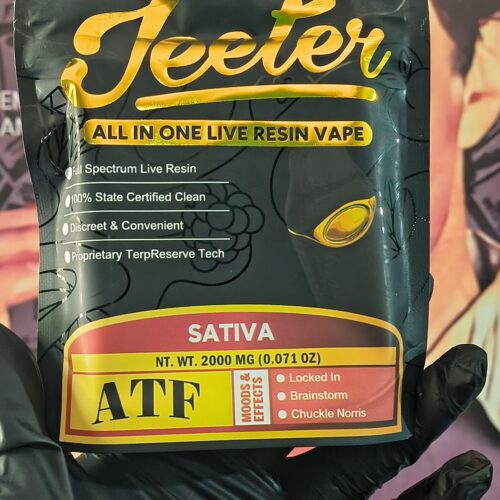 Jeeter
ALL IN ONE LIVE RESIN VAPE
Full Spectrum Live Resin
100% State Certified Clean
Discreet & Convenient
Proprietary TerpReserve Tech
SATIVA
NT. WT. 2000 MG (0.071 OZ)
ATF
MOODS &
EFFECTS
Locked In
Brainstorm
Chuckle Norris